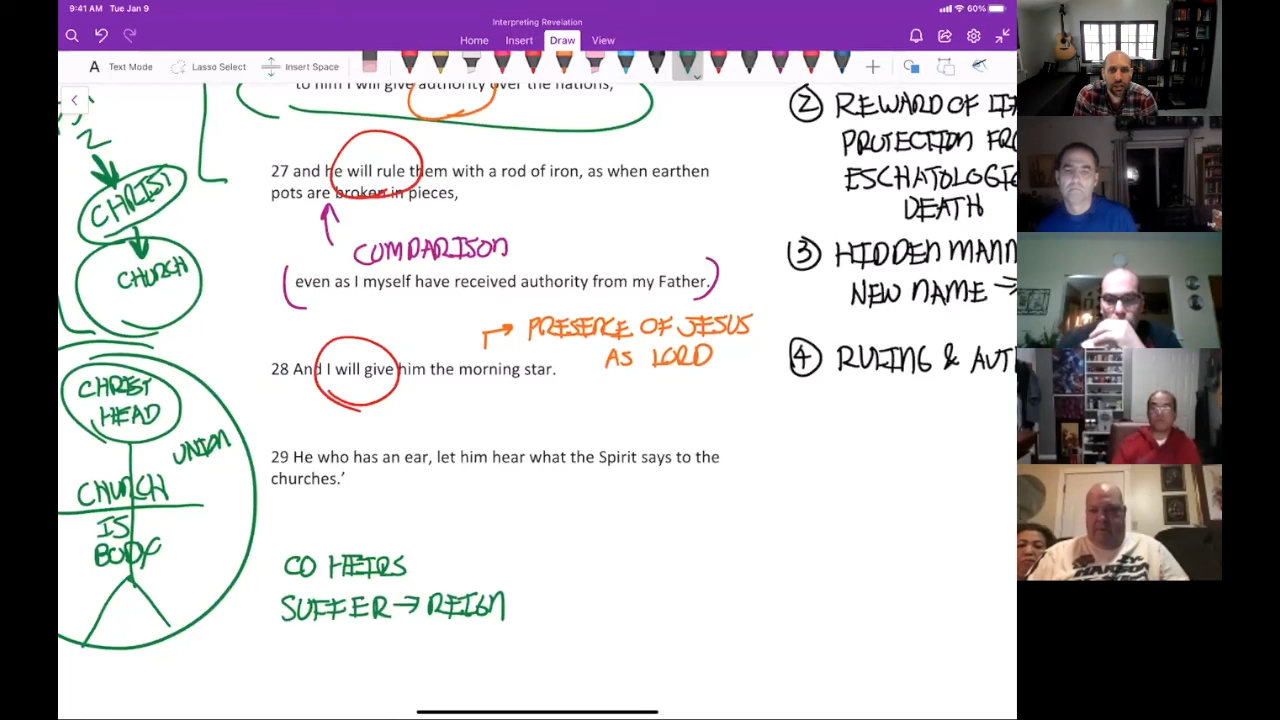 9:41 AM Tue Jan 9
60%
Interpreting Revelation
Home Insert Draw View
A Text Mode Lasso Select Insert Space
to him I will give authority over the nations,
27 and he will rule them with a rod of iron, as when earthen
pots are broken in pieces,
COMPARISON
even as I myself have received authority from my Father.
PRESENCE OF JESUS
AS LORD
28 And I will give him the morning star.
29 He who has an ear, let him hear what the Spirit says to the
churches.’
CO HEIRS
SUFFER → REIGN
2
CHRIST
CHURCH
CHRIST
HEAD
UNION
CHURCH
IS
BODY
② REWARD OF
PROTECTION
ESCHATOLOGIC
DEATH
③ HIDDEN MANN
NEW NAME →
④ RULING & AUT